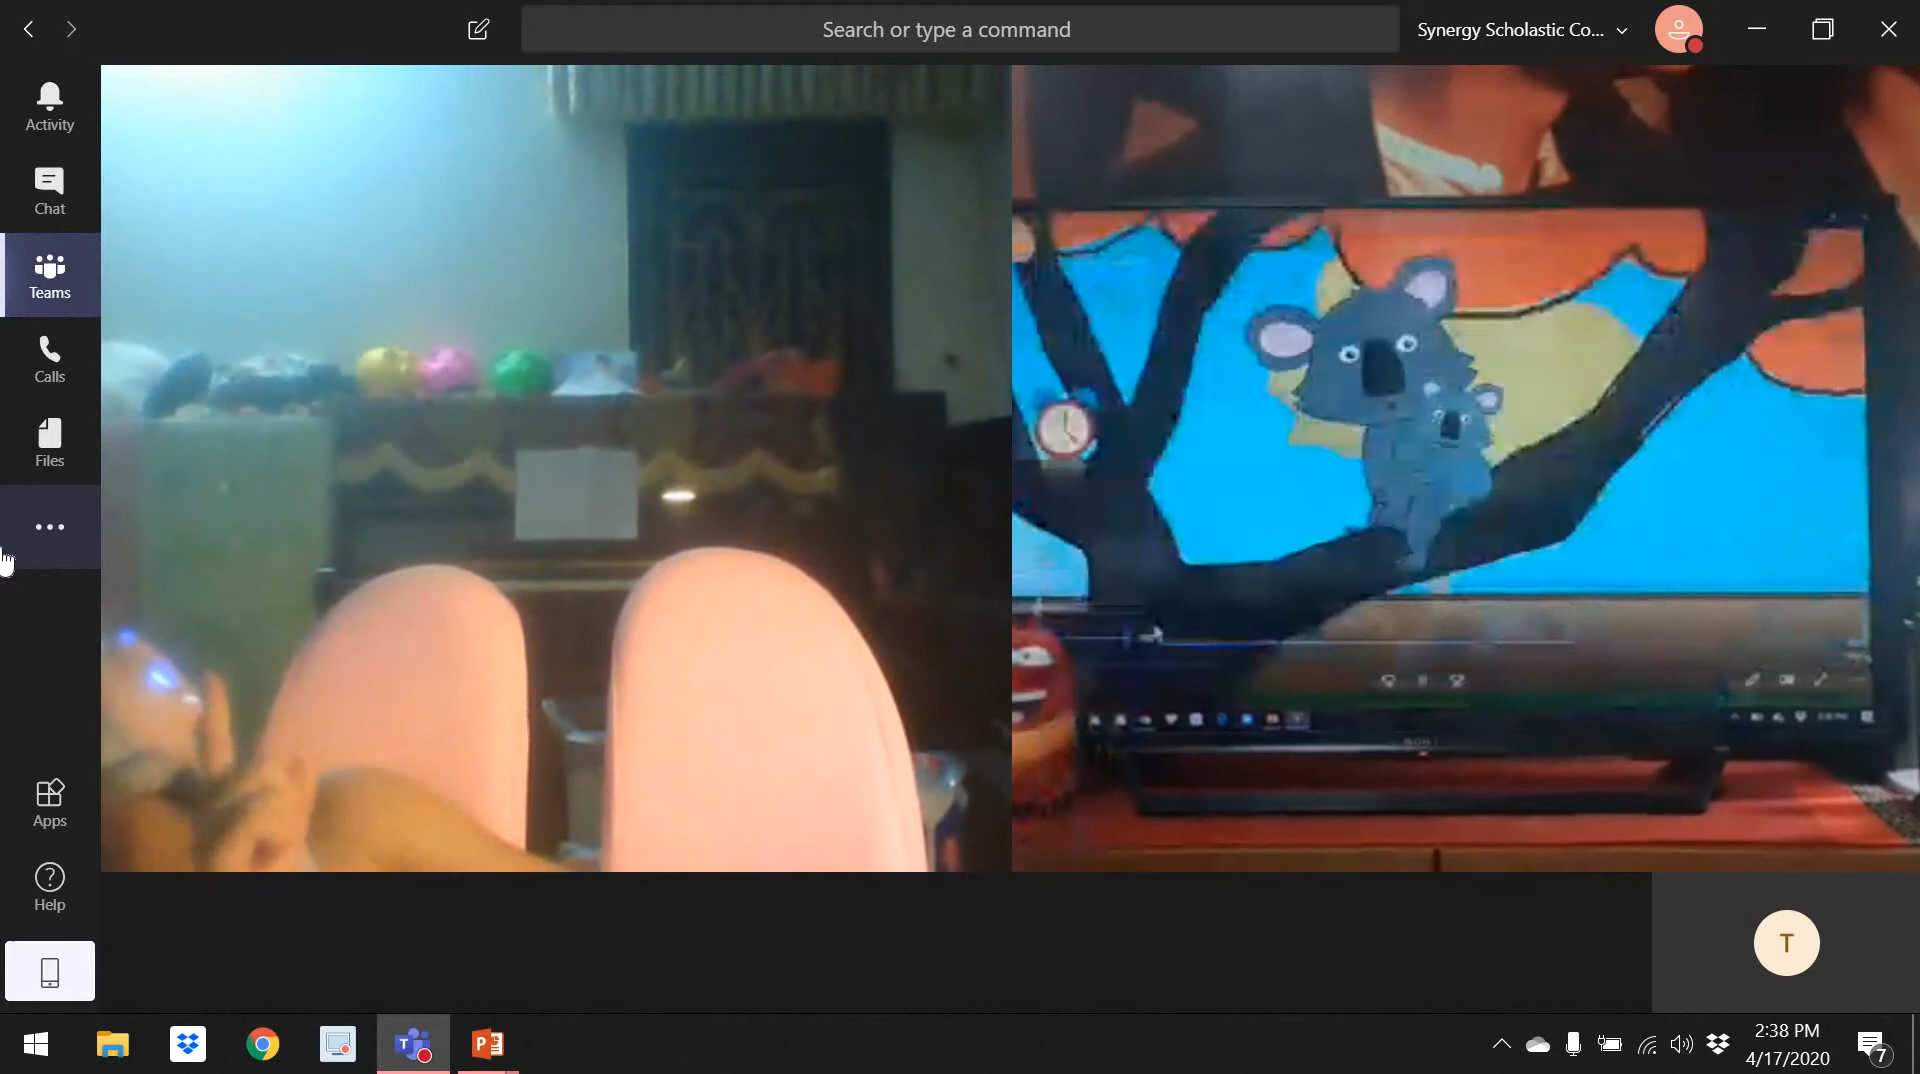 Search or type a command
Synergy Scholastic Co...
Activity
Chat
Teams
Calls
Files
Apps
Help
T
2:38 PM
4/17/2020
7